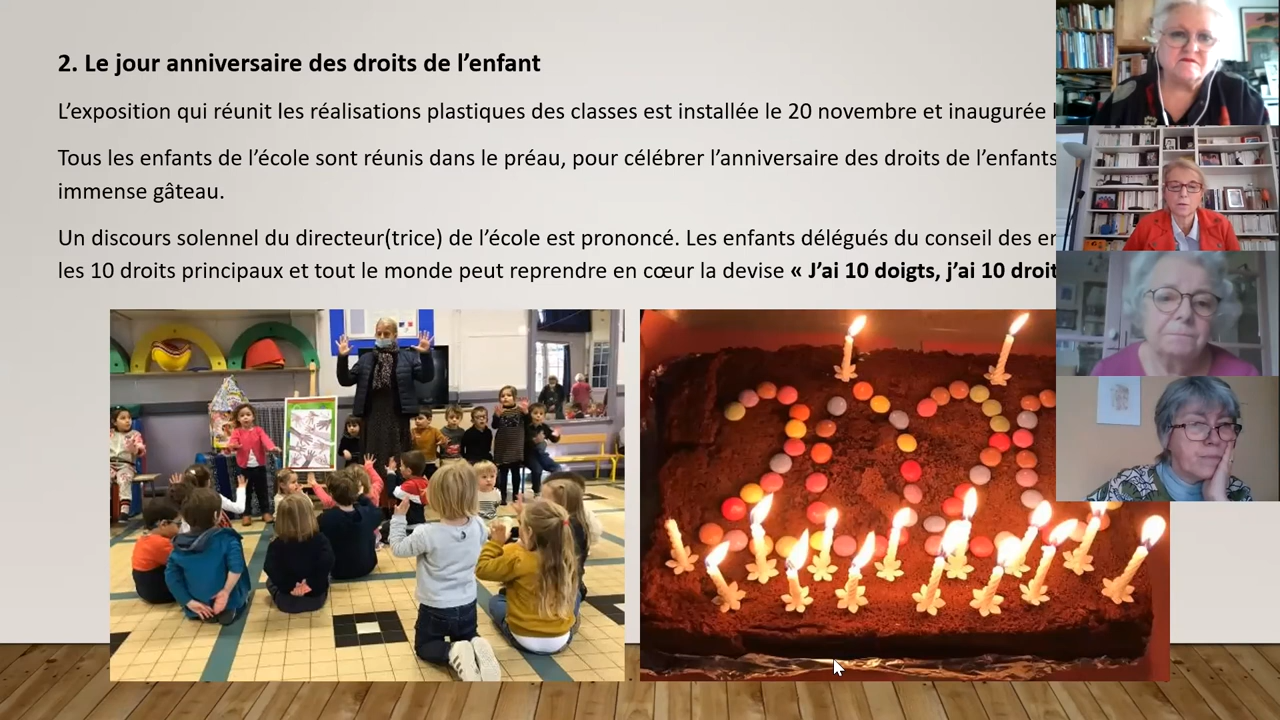 2. Le jour anniversaire des droits de l’enfant
L’exposition qui réunit les réalisations plastiques des classes est installée le 20 novembre et inaugurée
Tous les enfants de l’école sont réunis dans le préau, pour célébrer l’anniversaire des droits de l’enfants
immense gâteau.
Un discours solennel du directeur(trice) de l’école est prononcé. Les enfants délégués du conseil des
les 10 droits principaux et tout le monde peut reprendre en cœur la devise « J’ai 10 doigts, j’ai 10 droit